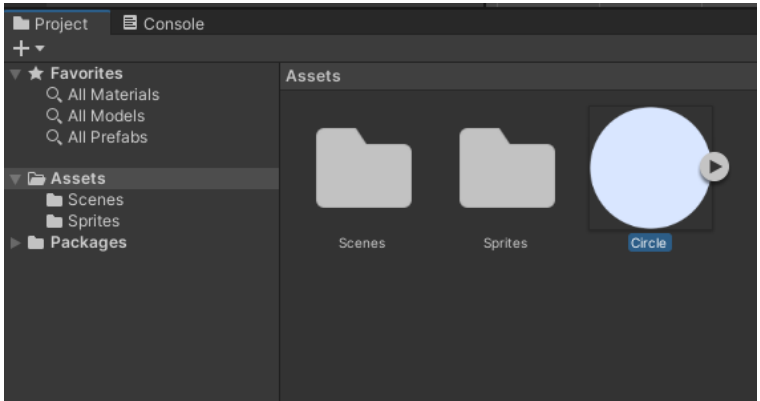 Project Console
Favorites
All Materials
All Models
All Prefabs
Assets
Scenes
Sprites
Packages
Assets
Scenes Sprites Circle